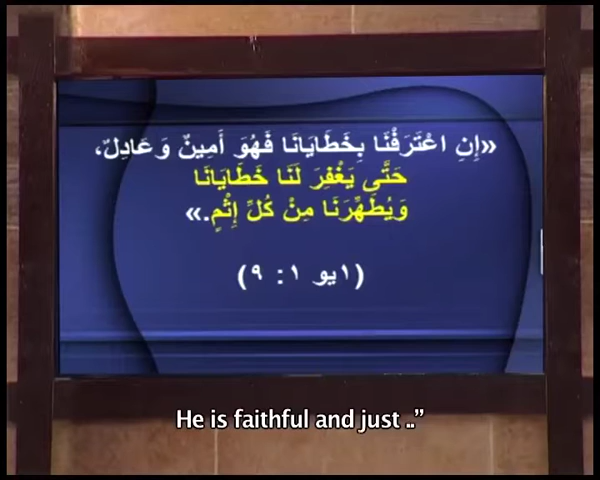 «إِنِ اعْتَرَفْنَا بِخَطَايَانَا فَهُوَ أَمِينٌ وَعَادِلٌ،
حَتَّى يَغْفِرَ لَنَا خَطَايَانَا
وَيُطَهِّرَنَا مِنْ كُلِّ إِثْمٍ.»
(١يو ١: ٩)
He is faithful and just ..”